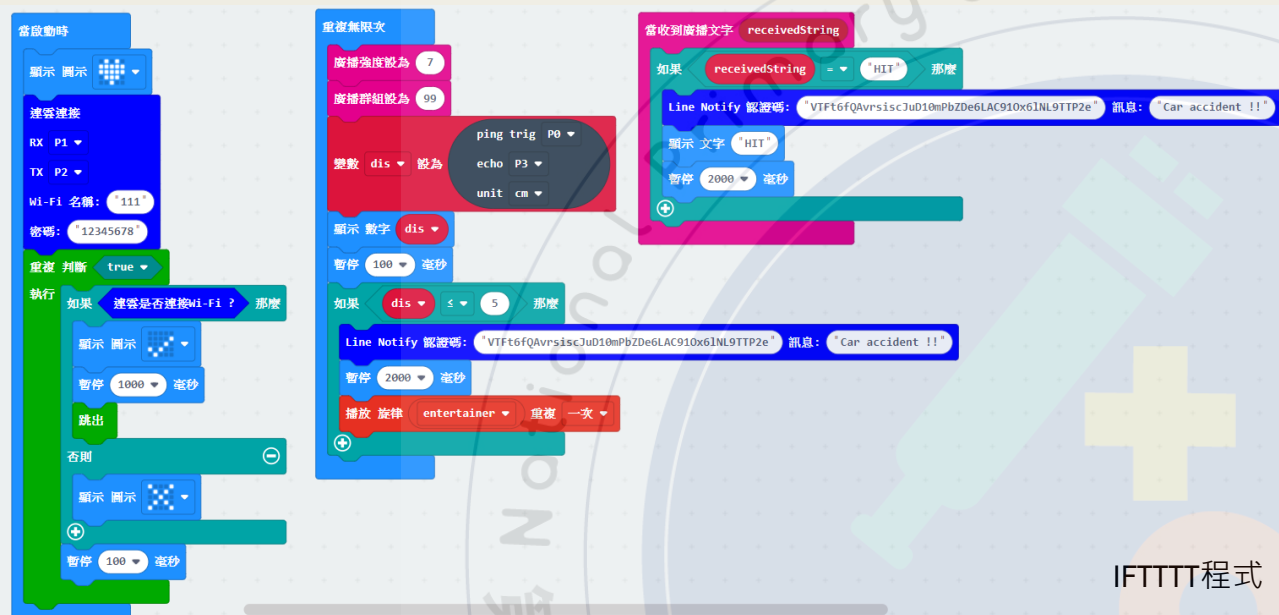 當啟動時
顯示 圖示
連雲連接
RX P1
TX P2
Wi-Fi 名稱: "111"
密碼: "12345678"
重複 判斷 true
執行
如果 連雲是否連接Wi-Fi ? 那麼
顯示 圖示
暫停 1000 毫秒
跳出
否則
顯示 圖示
暫停 100 毫秒
重複無限次
廣播強度設為 7
廣播群組設為 99
變數 dis 設為 ping trig P0
echo P3
unit cm
顯示 數字 dis
暫停 100 毫秒
如果 dis ≤ 5 那麼
Line Notify 認證碼: "VTFt6fQAvrsiscJuD10mPbZDe6LAC91Ox6lNL9TTP2e" 訊息: "Car accident !!"
暫停 2000 毫秒
播放 旋律 entertainer 重複 一次
當收到廣播文字 receivedString
如果 receivedString = "HIT" 那麼
Line Notify 認證碼: "VTFt6fQAvrsiscJuD10mPbZDe6LAC91Ox6lNL9TTP2e" 訊息: "Car accident !!"
顯示 文字 "HIT"
暫停 2000 毫秒
National Primary
IFTTTT程式